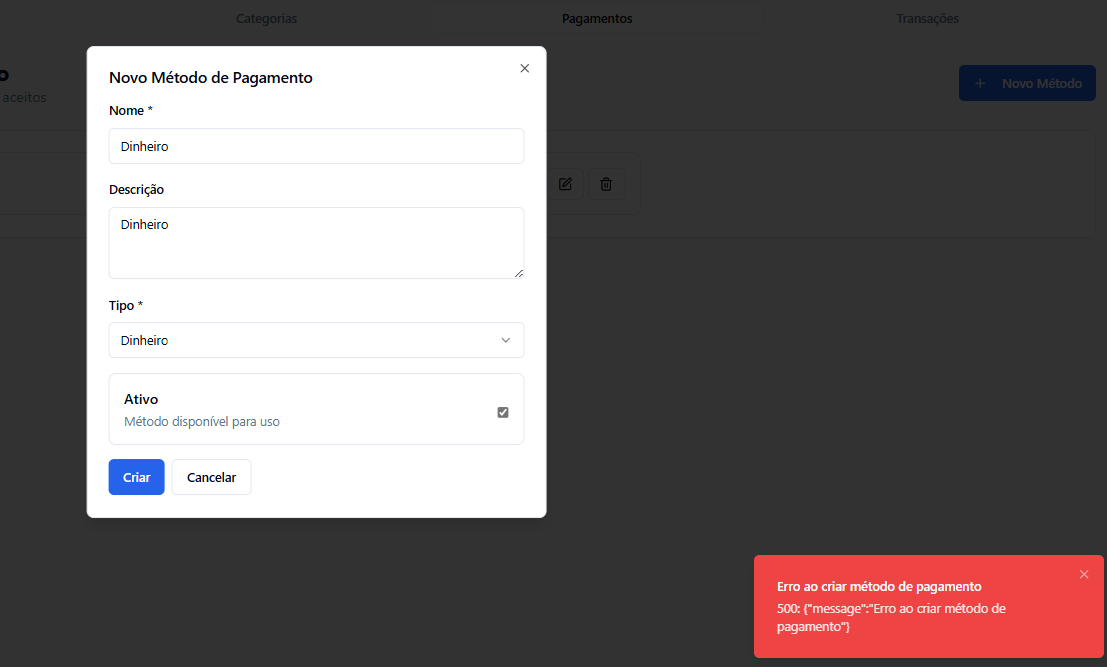 Categorias
Pagamentos
Transações
aceitos
Novo Método
Novo Método de Pagamento
Nome *
Dinheiro
Descrição
Dinheiro
Tipo *
Dinheiro
Ativo
Método disponível para uso
Criar
Cancelar
Erro ao criar método de pagamento
500: {"message":"Erro ao criar método de
pagamento"}